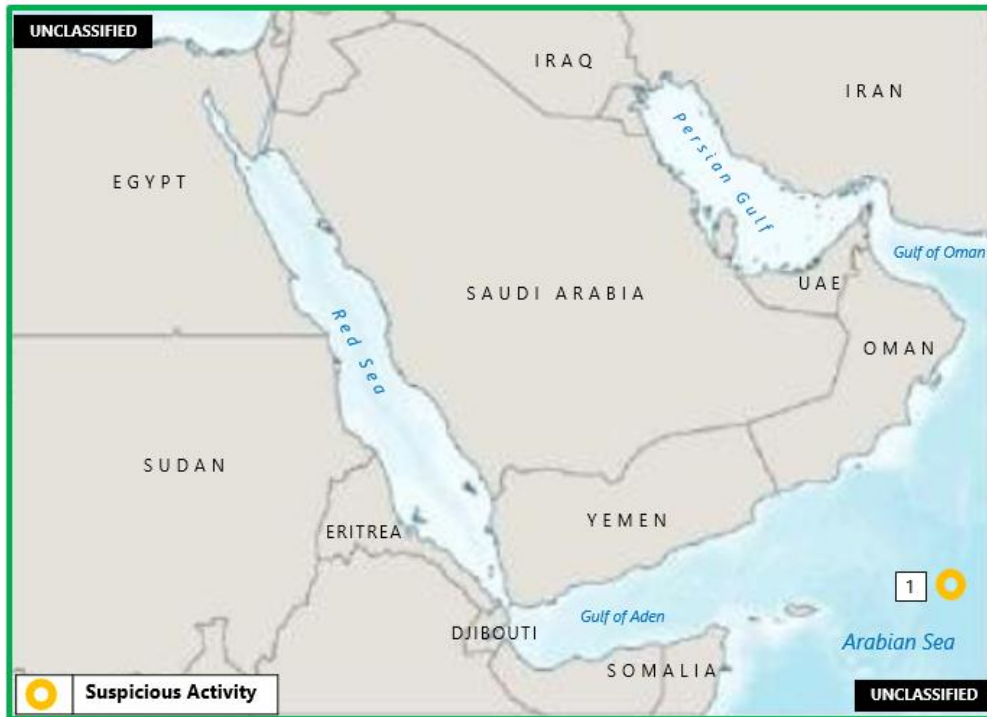 UNCLASSIFIED
IRAQ
IRAN
Persian Gulf
EGYPT
Gulf of Oman
UAE
SAUDI ARABIA
Red Sea
OMAN
SUDAN
YEMEN
ERITREA
1
Gulf of Aden
DJIBOUTI
Arabian Sea
SOMALIA
Suspicious Activity
UNCLASSIFIED